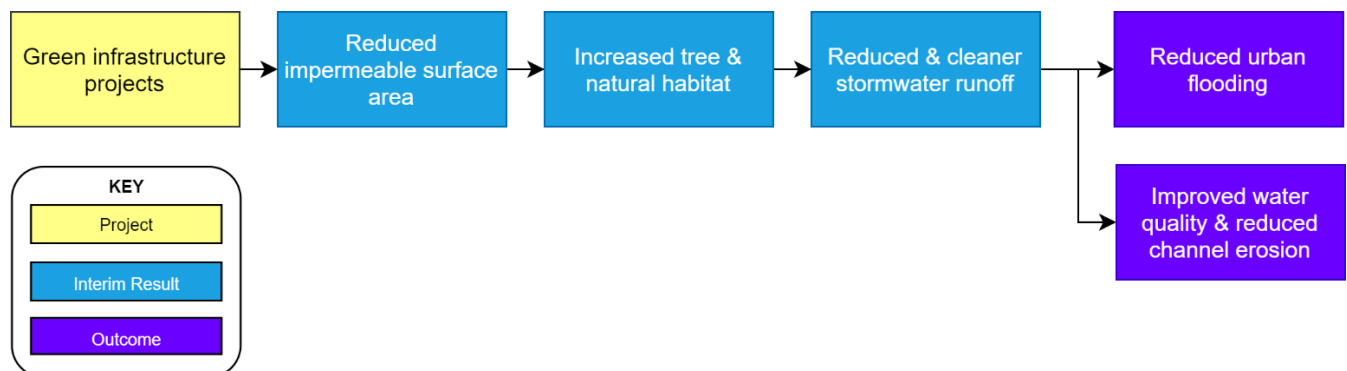 Green infrastructure
projects
Reduced
impermeable surface
area
Increased tree &
natural habitat
Reduced & cleaner
stormwater runoff
Reduced urban
flooding
Improved water
quality & reduced
channel erosion
KEY
Project
Interim Result
Outcome